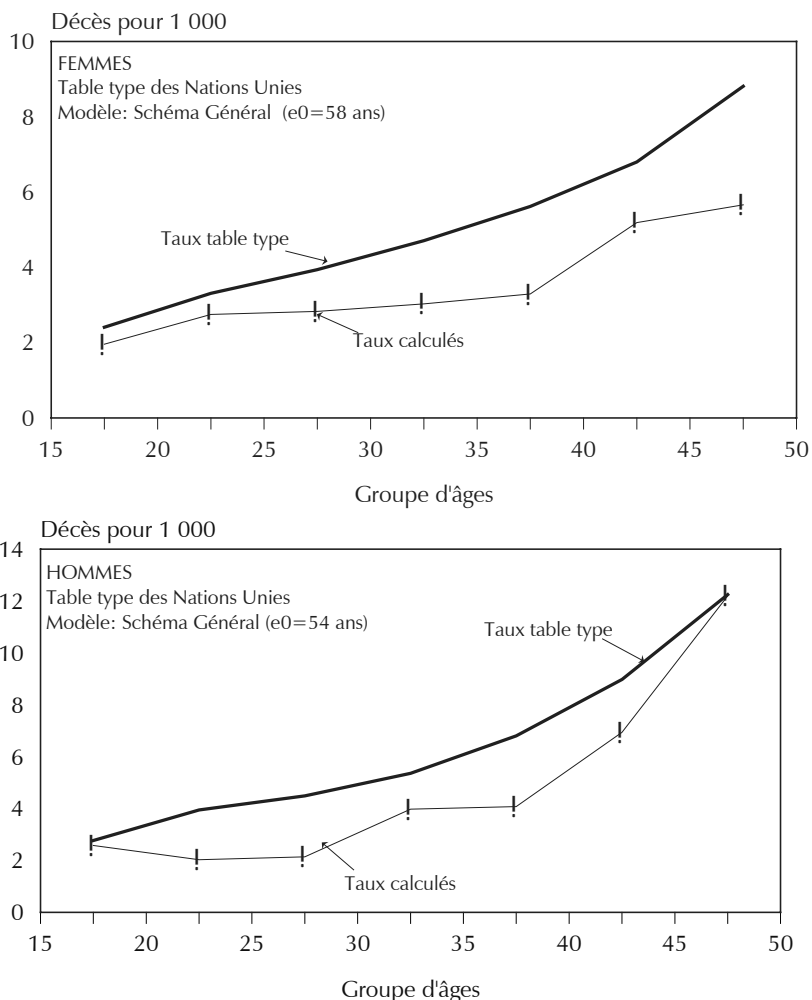 Décès pour 1 000
10
FEMMES
Table type des Nations Unies
Modèle: Schéma Général (e0=58 ans)
8
6
Taux table type
4
Taux calculés
2
0
15 20 25 30 35 40 45 50
Groupe d'âges
Décès pour 1 000
14
HOMMES
Table type des Nations Unies
Modèle: Schéma Général (e0=54 ans)
12
Taux table type
10
8
6
4
2
Taux calculés
0
15 20 25 30 35 40 45 50
Groupe d'âges